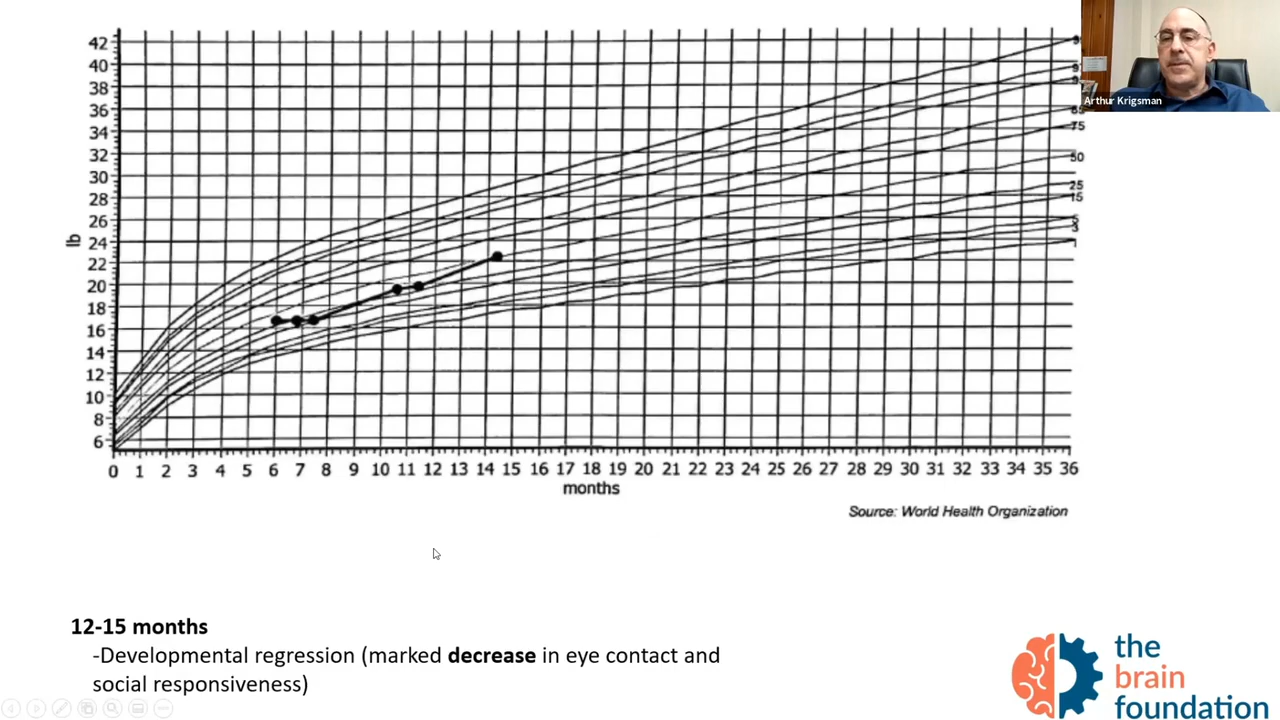 42
40
38
36
34
32
30
28
26
24
22
20
18
16
14
12
10
8
6
lb
75
50
25
15
3
0 1 2 3 4 5 6 7 8 9 10 11 12 13 14 15 16 17 18 19 20 21 22 23 24 25 26 27 28 29 30 31 32 33 34 35 36
months
Source: World Health Organization
Arthur Krigsman
12-15 months
-Developmental regression (marked decrease in eye contact and
social responsiveness)
the
brain
foundation